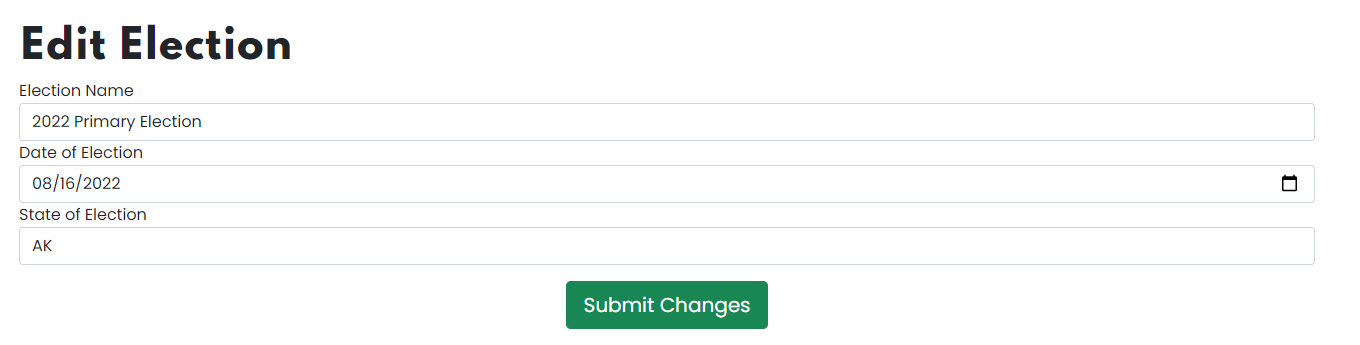 Edit Election
Election Name
2022 Primary Election
Date of Election
08/16/2022
State of Election
AK
Submit Changes